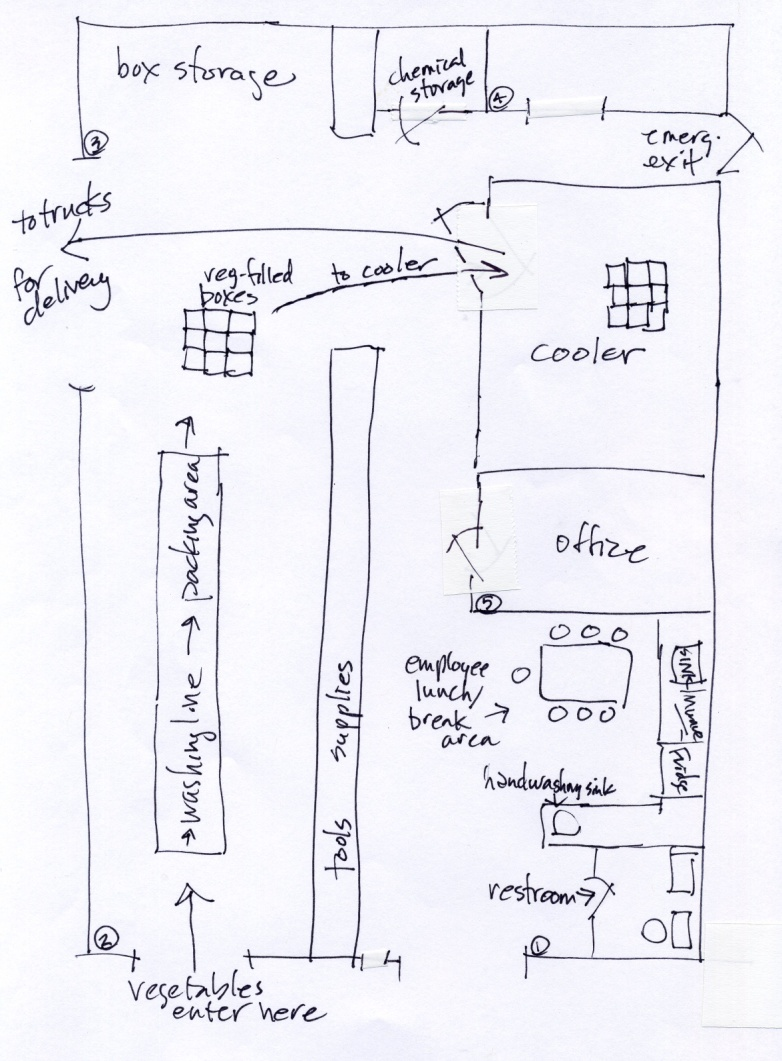 box storage
chemical
storage
④
③
emerg.
exit
to trucks
for
delivery
veg-filled
boxes
to cooler
cooler
→ washing line → packing area →
office
⑤
tools supplies
employee
lunch/
break
area
SINK
M.wave
Fridge
handwashing sink
restroom
②
①
vegetables
enter here